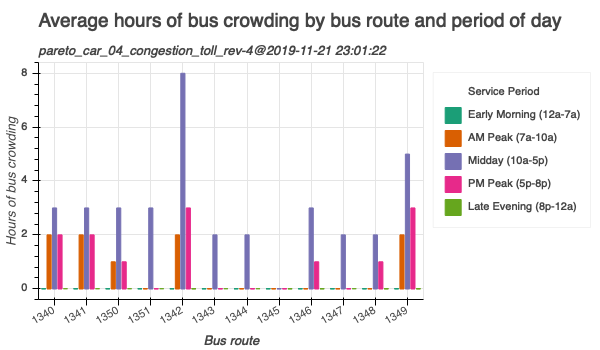 Average hours of bus crowding by bus route and period of day
pareto_car_04_congestion_toll_rev-4@2019-11-21 23:01:22
Hours of bus crowding
8
6
4
2
0
1340 1341 1350 1351 1342 1343 1344 1345 1346 1347 1348 1349
Bus route
Service Period
Early Morning (12a-7a)
AM Peak (7a-10a)
Midday (10a-5p)
PM Peak (5p-8p)
Late Evening (8p-12a)